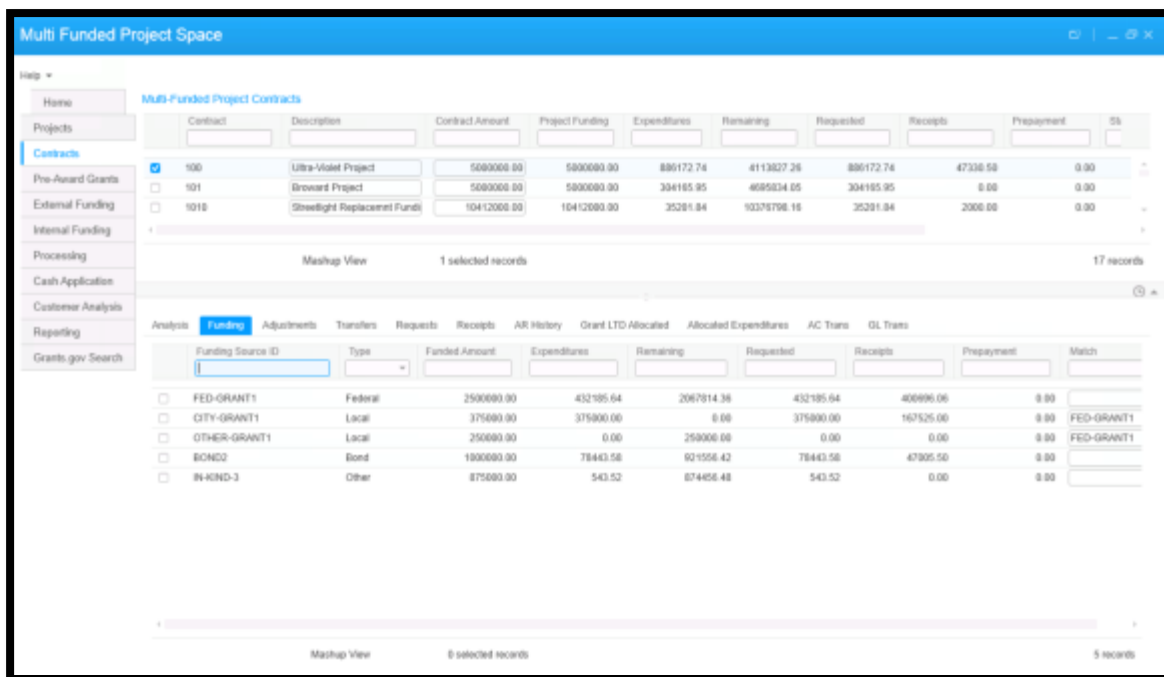 Multi Funded Project Space
Help
Home
Projects
Contracts
Pre-Award Grants
External Funding
Internal Funding
Processing
Cash Application
Customer Analysis
Reporting
Grants.gov Search
Multi-Funded Project Contracts
Contract Description Contract Amount Project Funding Expenditures Remaining Requested Receipts Prepayment
100 Ultra-Violet Project 5000000.00 5000000.00 886172.74 4113827.26 886172.74 0.00
101 Broward Project 5000000.00 5000000.00 304165.95 4695834.05 304165.95 0.00 0.00
1010 Streetlight Replacemnt Fundi 10412000.00 10412000.00 35201.84 10376798.16 35201.84 2000.00 0.00
Mashup View 1 selected records 17 records
Analysis Funding Adjustments Transfers Requests Receipts AR History Grant LTD Allocated Allocated Expenditures AC Trans GL Trans
Funding Source ID Type Funded Amount Expenditures Remaining Requested Receipts Prepayment Match
FED-GRANT1 Federal 2500000.00 432185.64 2067814.36 432185.64 0.00
CITY-GRANT1 Local 375000.00 375000.00 0.00 375000.00 167525.00 0.00 FED-GRANT1
OTHER-GRANT1 Local 250000.00 0.00 250000.00 0.00 0.00 0.00 FED-GRANT1
BOND2 Bond 1000000.00 78443.58 921556.42 78443.58 0.00
IN-KIND-3 Other 875000.00 543.52 874456.48 543.52 0.00 0.00
Mashup View 0 selected records 5 records